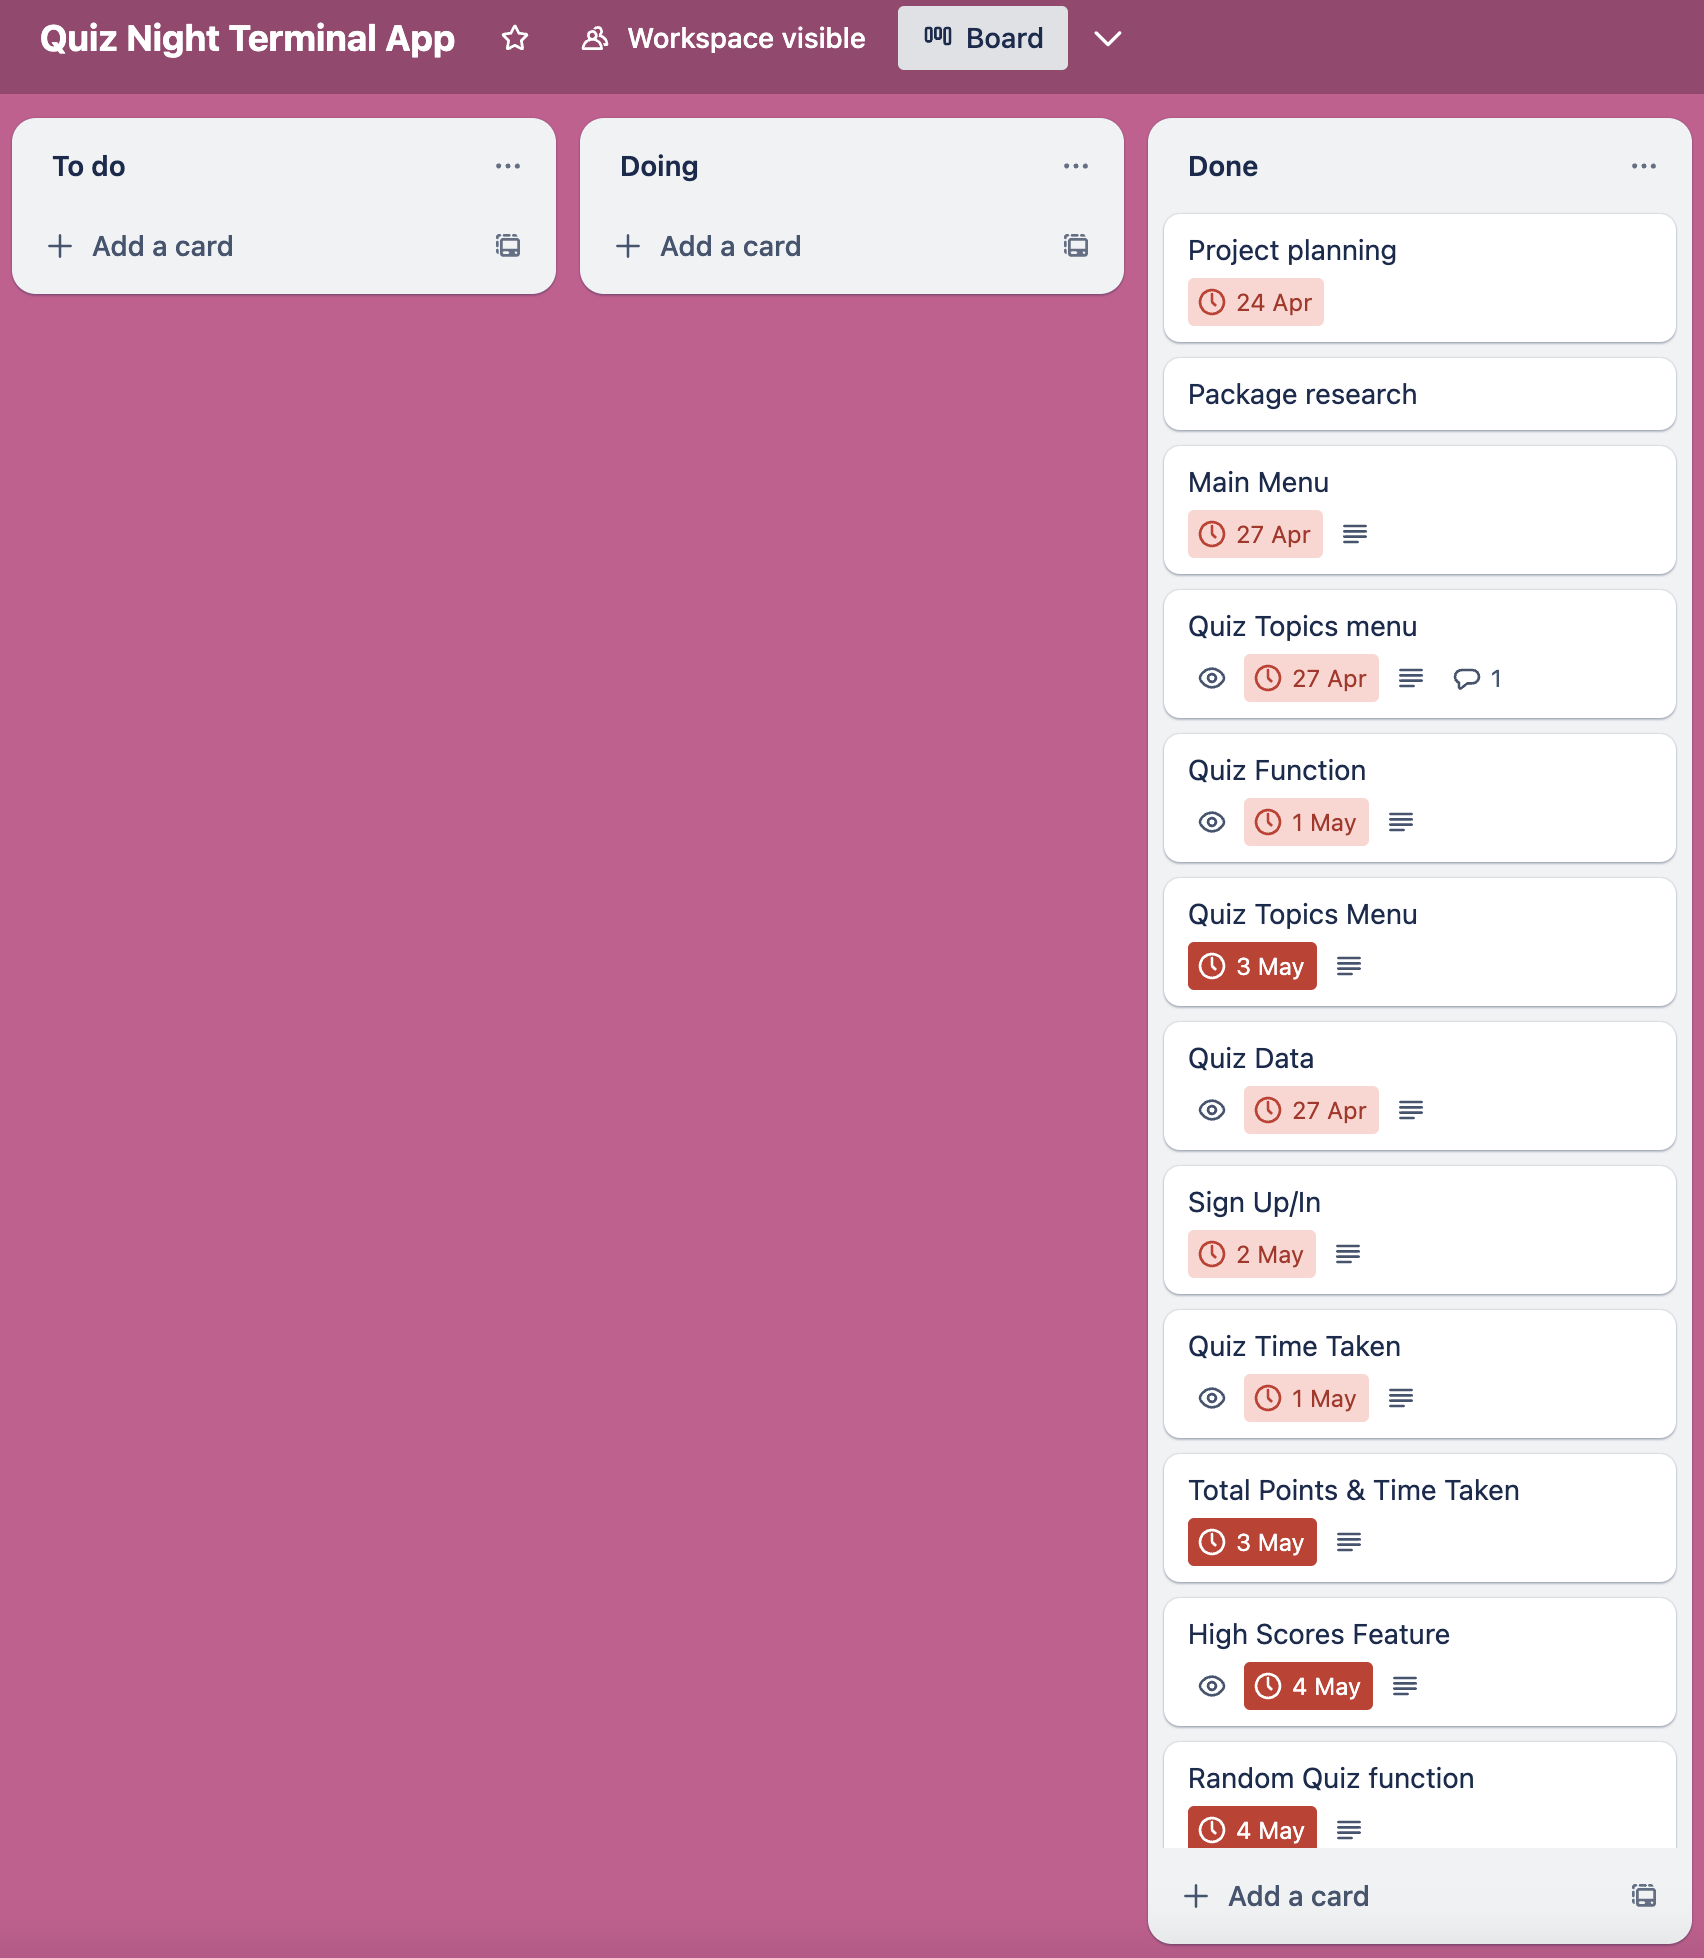 Quiz Night Terminal App Workspace visible Board
To do
Add a card
Doing
Add a card
Done
Project planning
24 Apr
Package research
Main Menu
27 Apr
Quiz Topics menu
27 Apr 1
Quiz Function
1 May
Quiz Topics Menu
3 May
Quiz Data
27 Apr
Sign Up/In
2 May
Quiz Time Taken
1 May
Total Points & Time Taken
3 May
High Scores Feature
4 May
Random Quiz function
4 May
Add a card